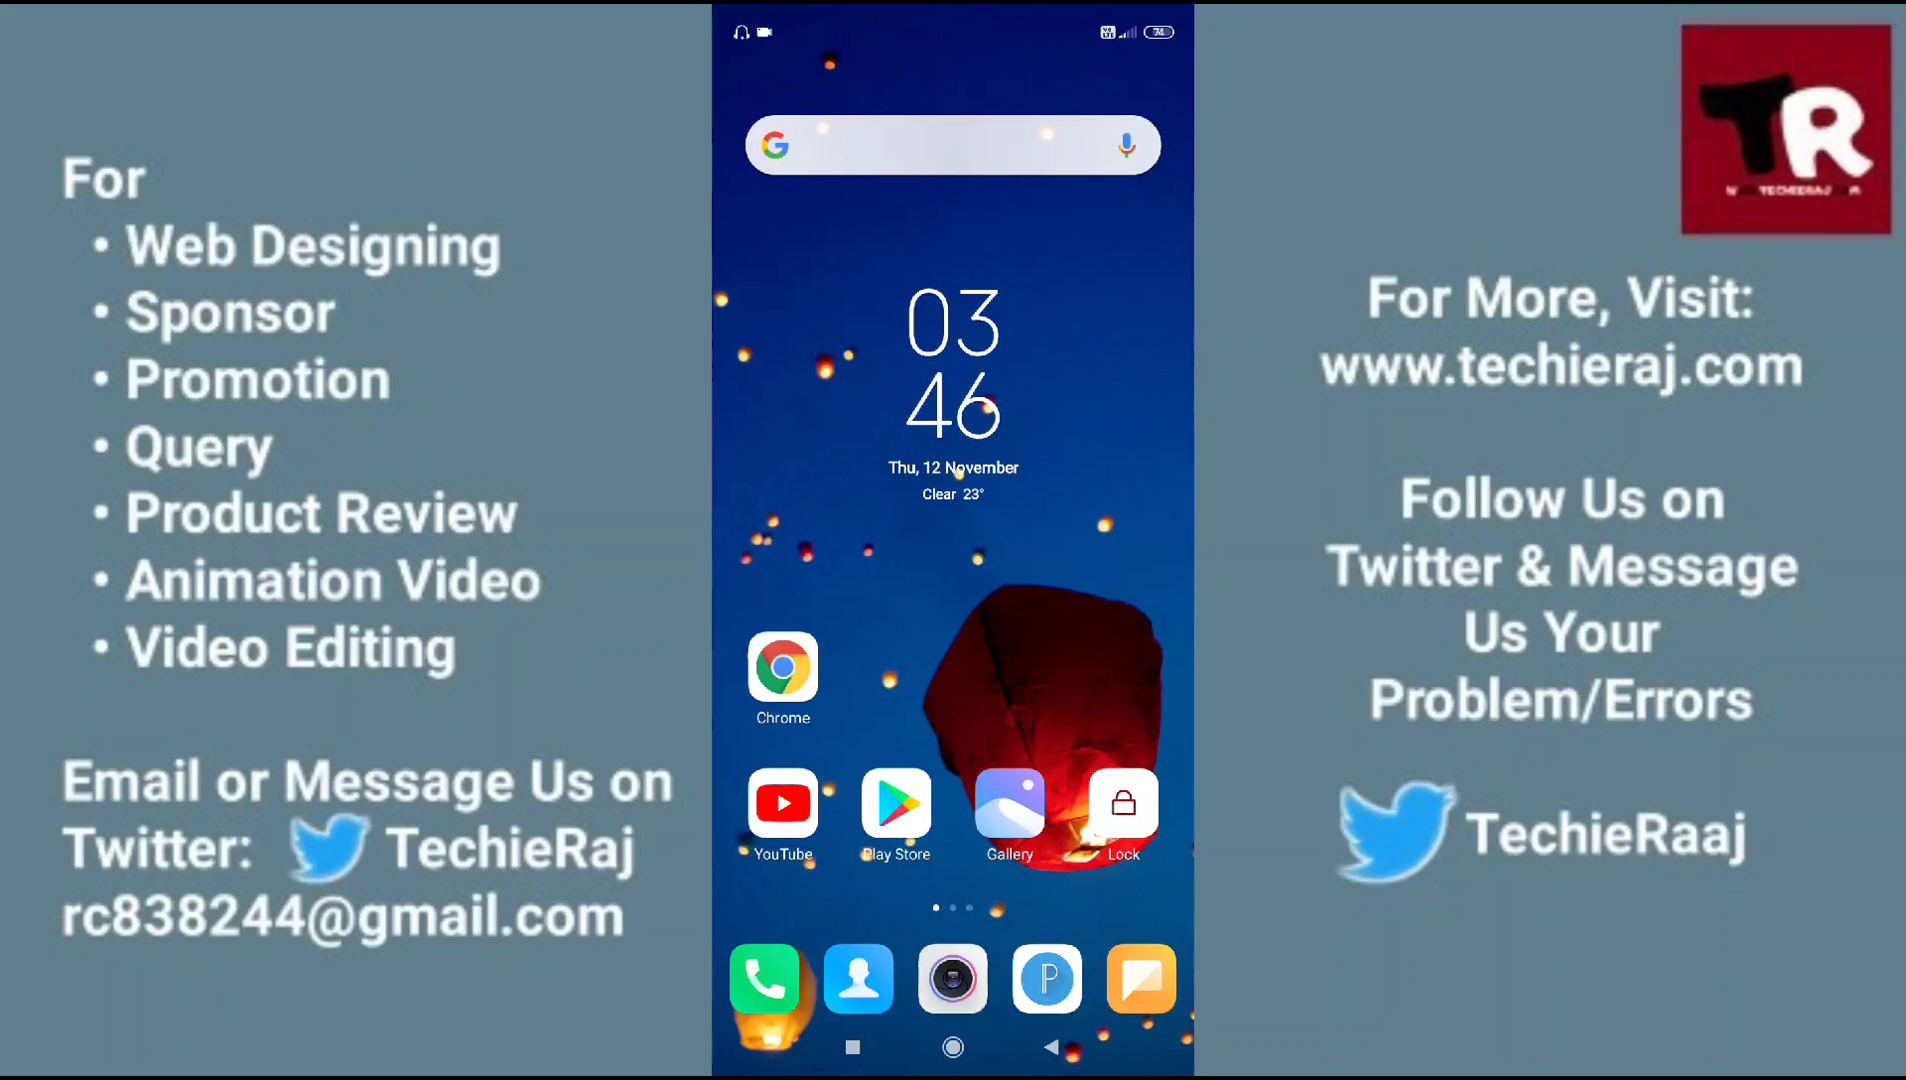 For
• Web Designing
• Sponsor
• Promotion
• Query
• Product Review
• Animation Video
• Video Editing
Email or Message Us on
Twitter: TechieRaj
rc838244@gmail.com
74
03
46
Thu, 12 November
Clear 23°
Chrome
YouTube
Play Store
Gallery
Lock
TR
For More, Visit:
www.techieraj.com
Follow Us on
Twitter & Message
Us Your
Problem/Errors
TechieRaaj